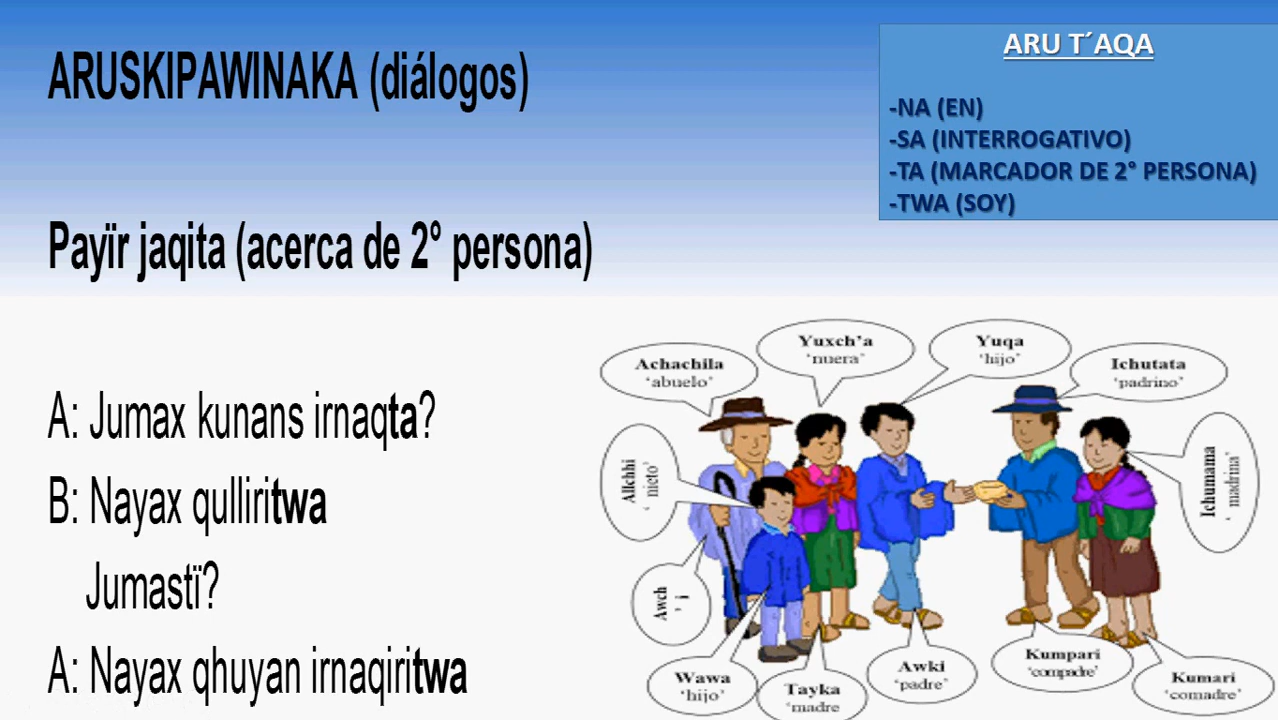 ARUSKIPAWINAKA (diálogos)
Payïr jaqita (acerca de 2° persona)
A: Jumax kunans irnaqta?
B: Nayax qulliritwa
Jumastï?
A: Nayax qhuyan irnaqiritwa
ARU T´AQA
-NA (EN)
-SA (INTERROGATIVO)
-TA (MARCADOR DE 2° PERSONA)
-TWA (SOY)
Achachila
‘abuelo’
Yuxch’a
‘nuera’
Yuqa
‘hijo’
Ichutata
‘padrino’
Allchhi
‘ nieto’
Ichumama
‘ madrina’
Awch
Wawa
‘hijo’
Tayka
‘madre
Awki
‘padre’
Kumpari
‘compadre’
Kumari
‘comadre’